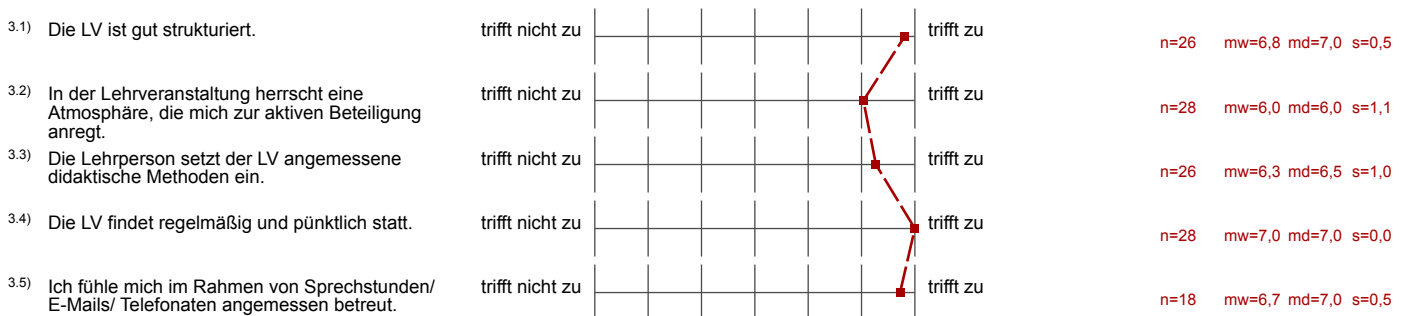 3.1) Die LV ist gut strukturiert. trifft nicht zu trifft zu n=26 mw=6,8 md=7,0 s=0,5
3.2) In der Lehrveranstaltung herrscht eine trifft nicht zu trifft zu n=28 mw=6,0 md=6,0 s=1,1
Atmosphäre, die mich zur aktiven Beteiligung
anregt.
3.3) Die Lehrperson setzt der LV angemessene trifft nicht zu trifft zu n=26 mw=6,3 md=6,5 s=1,0
didaktische Methoden ein.
3.4) Die LV findet regelmäßig und pünktlich statt. trifft nicht zu trifft zu n=28 mw=7,0 md=7,0 s=0,0
3.5) Ich fühle mich im Rahmen von Sprechstunden/ trifft nicht zu trifft zu n=18 mw=6,7 md=7,0 s=0,5
E-Mails/ Telefonaten angemessen betreut.